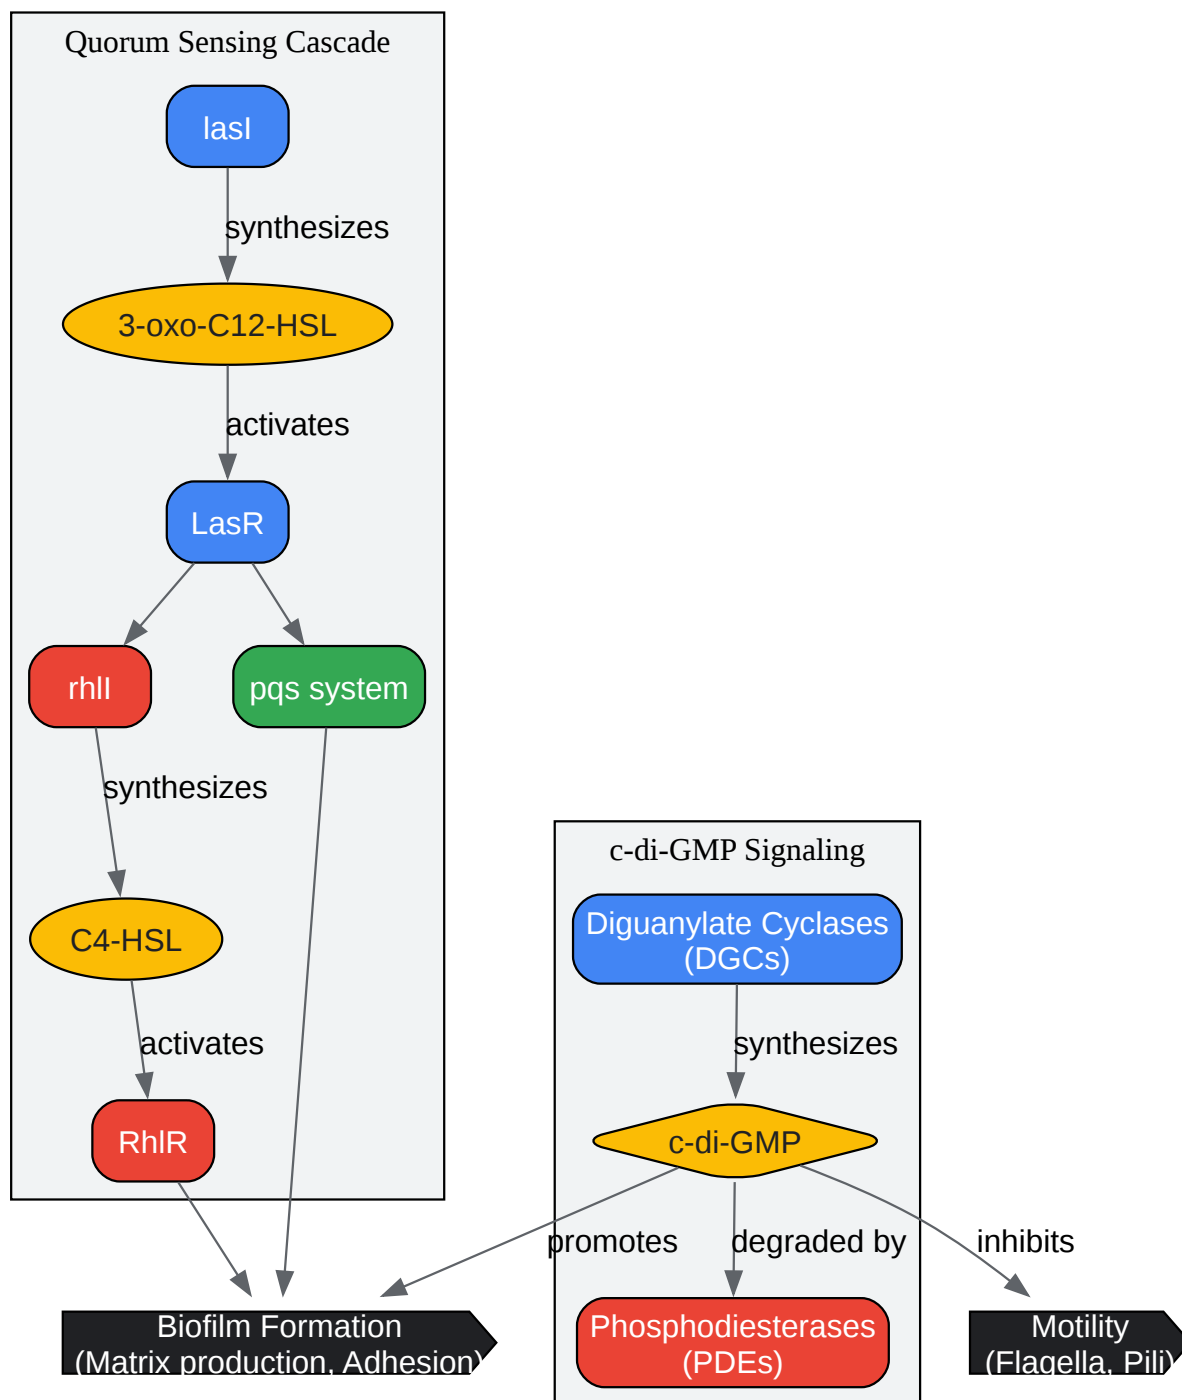 Quorum Sensing Cascade
lasI
synthesizes
3-oxo-C12-HSL
activates
LasR
rhlI
pqs system
synthesizes
C4-HSL
activates
RhlR
c-di-GMP Signaling
Diguanylate Cyclases
(DGCs)
synthesizes
c-di-GMP
promotes
degraded by
inhibits
Biofilm Formation
(Matrix production, Adhesion)
Phosphodiesterases
(PDEs)
Motility
(Flagella, Pili)